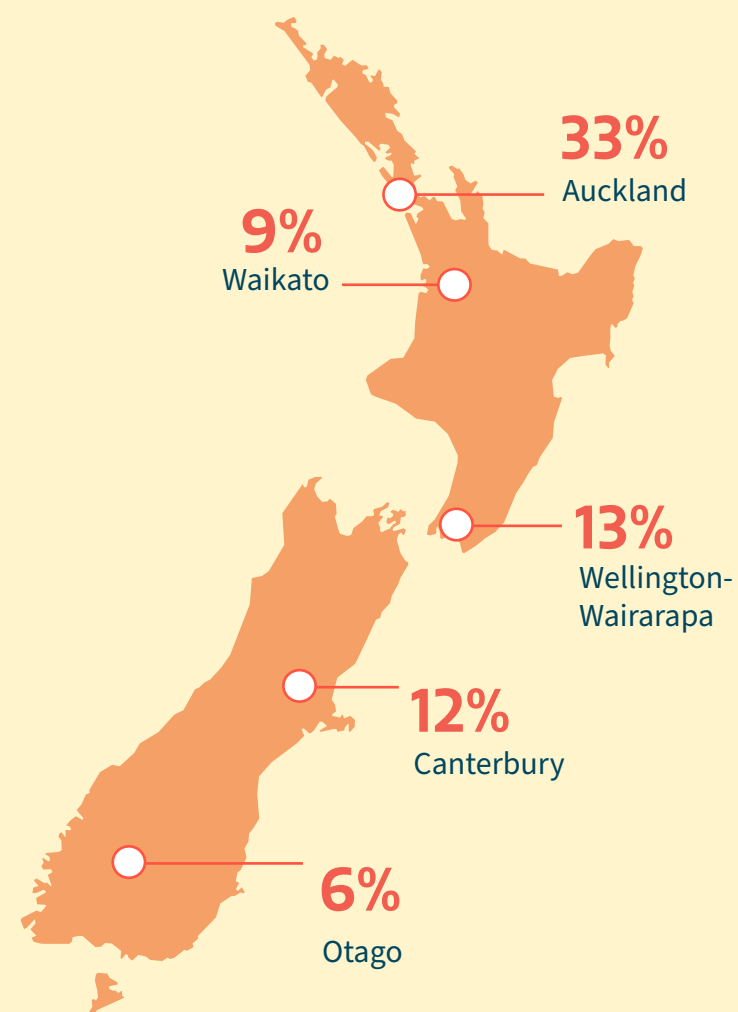 33%
Auckland
9%
Waikato
13%
Wellington-
Wairarapa
12%
Canterbury
6%
Otago